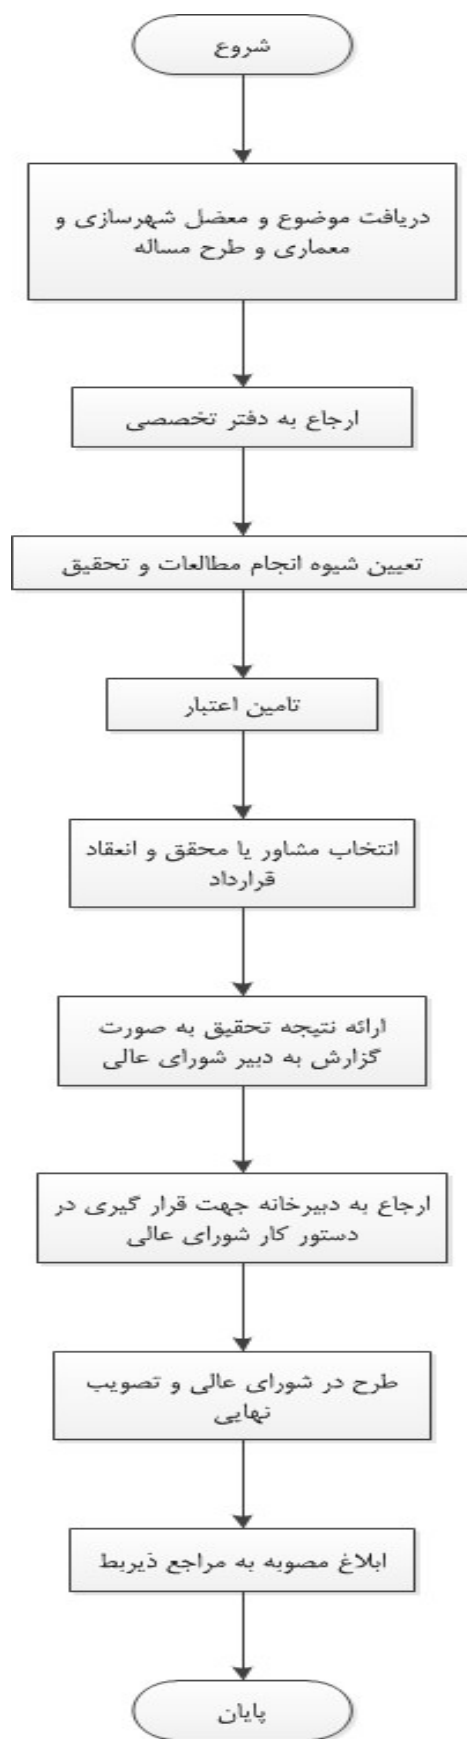 شروع
دریافت موضوع و معضل شهرسازی و
معماری و طرح مساله
ارجاع به دفتر تخصصی
تعیین شیوه انجام مطالعات و تحقیق
تامین اعتبار
انتخاب مشاور یا محقق و انعقاد
قرارداد
ارائه نتیجه تحقیق به صورت
گزارش به دبیر شورای عالی
ارجاع به دبیرخانه جهت قرار گیری در
دستور کار شورای عالی
طرح در شورای عالی و تصویب
نهایی
ابلاغ مصوبه به مراجع ذیربط
پایان